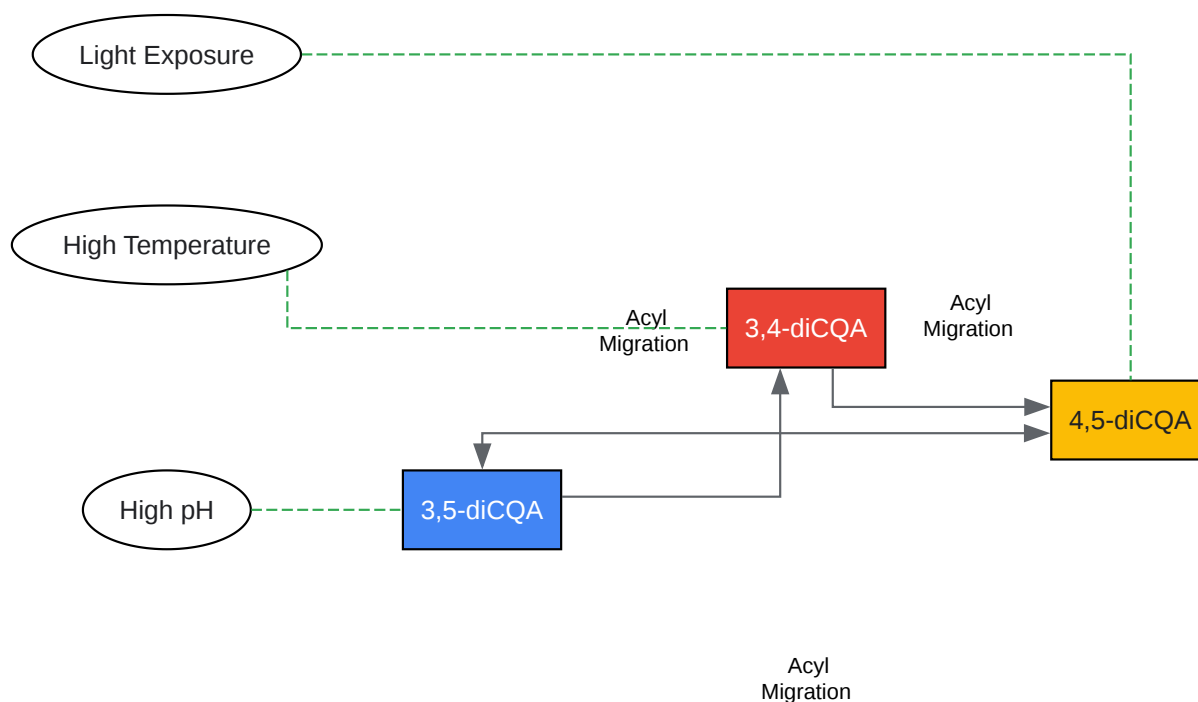 Light Exposure
High Temperature
Acyl
Migration
3,4-diCQA
Acyl
Migration
4,5-diCQA
High pH
3,5-diCQA
Acyl
Migration